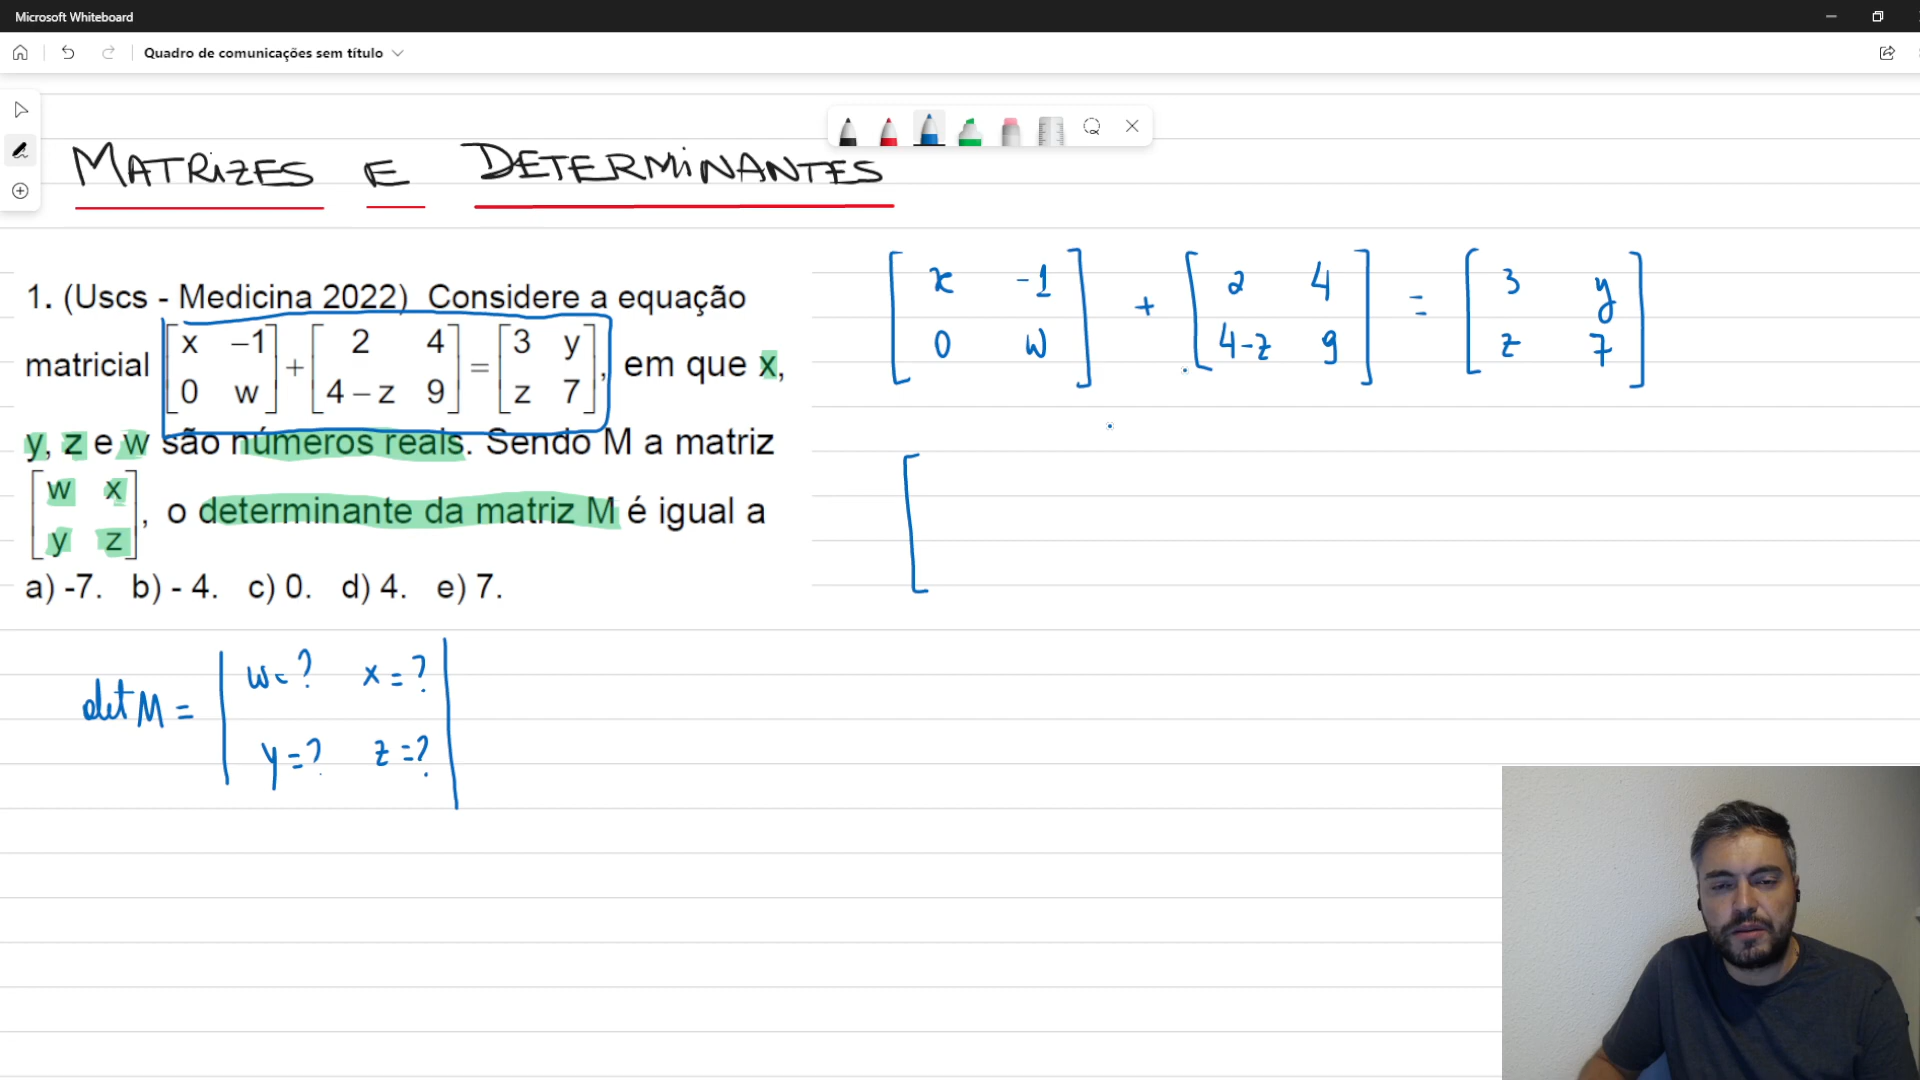 Microsoft Whiteboard
Quadro de comunicações sem título
MATRIZES E DETERMINANTES
1. (Uscs - Medicina 2022) Considere a equação
matricial [x −1; 0 w] + [2 4; 4 − z 9] = [3 y; z 7], em que x,
y, z e w são números reais. Sendo M a matriz
[w x; y z], o determinante da matriz M é igual a
a) -7. b) - 4. c) 0. d) 4. e) 7.
det M = | w = ? x = ? |
| y = ? z = ? |
[x -1; 0 w] + [2 4; 4-z 9] = [3 y; z 7]
[